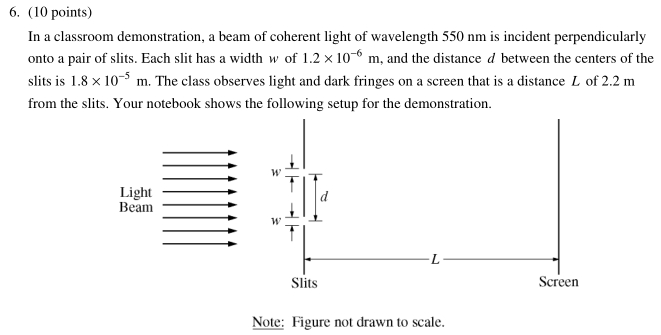 6. (10 points)
In a classroom demonstration, a beam of coherent light of wavelength 550 nm is incident perpendicularly
onto a pair of slits. Each slit has a width w of 1.2 × 10⁻⁶ m, and the distance d between the centers of the
slits is 1.8 × 10⁻⁵ m. The class observes light and dark fringes on a screen that is a distance L of 2.2 m
from the slits. Your notebook shows the following setup for the demonstration.
w
d
Light
Beam
w
L
Slits
Screen
Note: Figure not drawn to scale.